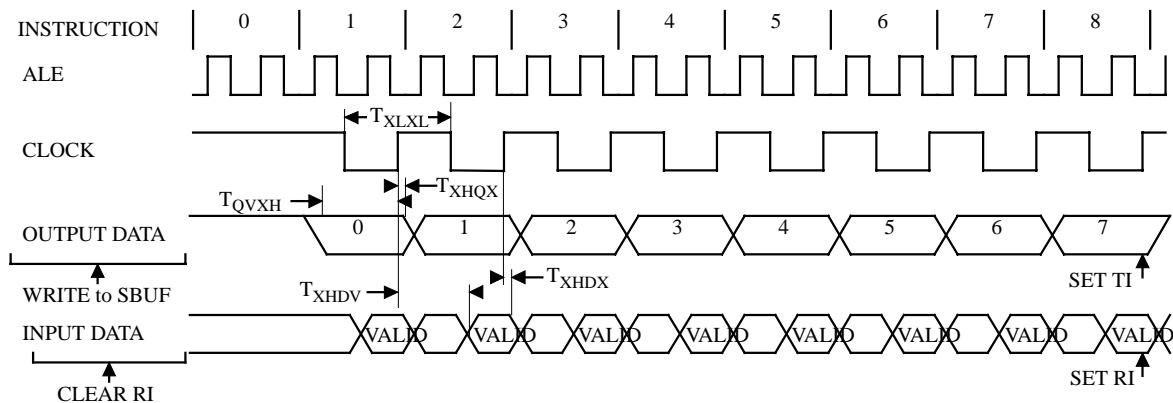 INSTRUCTION 0 1 2 3 4 5 6 7 8
ALE
T_XLXL
CLOCK
T_XHQX
T_QVXH
OUTPUT DATA 0 1 2 3 4 5 6 7
SET TI
WRITE to SBUF
T_XHDV T_XHDX
INPUT DATA VALID VALID VALID VALID VALID VALID VALID VALID
SET RI
CLEAR RI